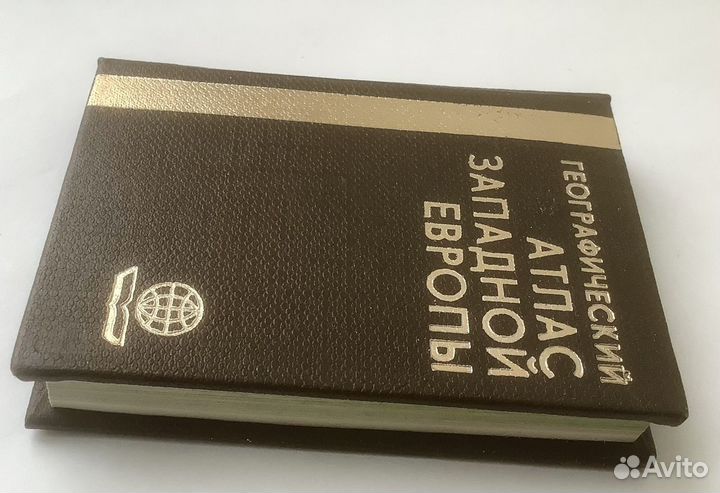 ГЕОГРАФИЧЕСКИЙ
АТЛАС
ЗАПАДНОЙ
ЕВРОПЫ
Avito